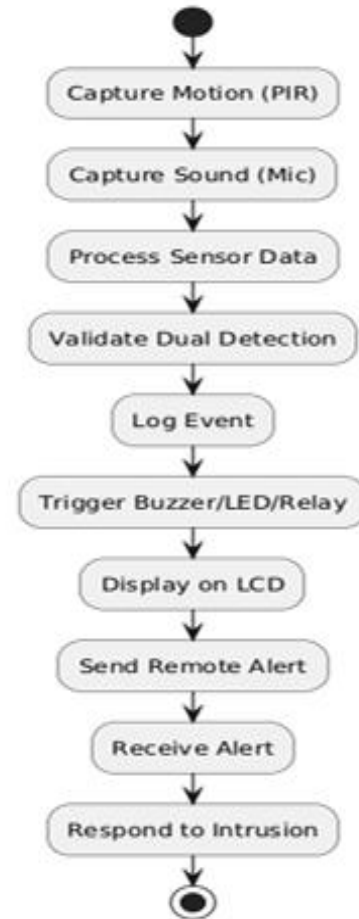 Capture Motion (PIR)
Capture Sound (Mic)
Process Sensor Data
Validate Dual Detection
Log Event
Trigger Buzzer/LED/Relay
Display on LCD
Send Remote Alert
Receive Alert
Respond to Intrusion